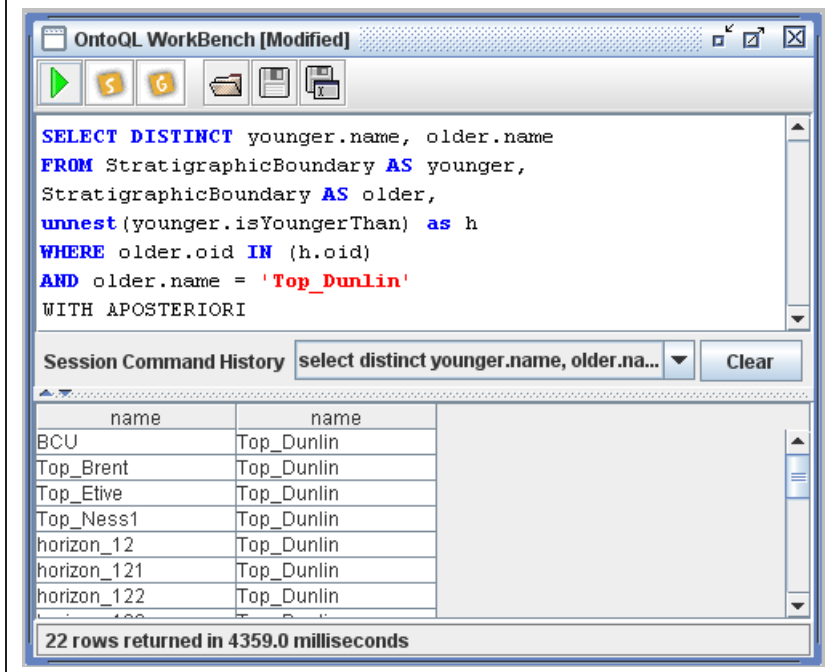 OntoQL WorkBench [Modified]
S G
SELECT DISTINCT younger.name, older.name
FROM StratigraphicBoundary AS younger,
StratigraphicBoundary AS older,
unnest(younger.isYoungerThan) as h
WHERE older.oid IN (h.oid)
AND older.name = 'Top_Dunlin'
WITH APOSTERIORI
Session Command History select distinct younger.name, older.na... Clear
name name
BCU Top_Dunlin
Top_Brent Top_Dunlin
Top_Etive Top_Dunlin
Top_Ness1 Top_Dunlin
horizon_12 Top_Dunlin
horizon_121 Top_Dunlin
horizon_122 Top_Dunlin
22 rows returned in 4359.0 milliseconds